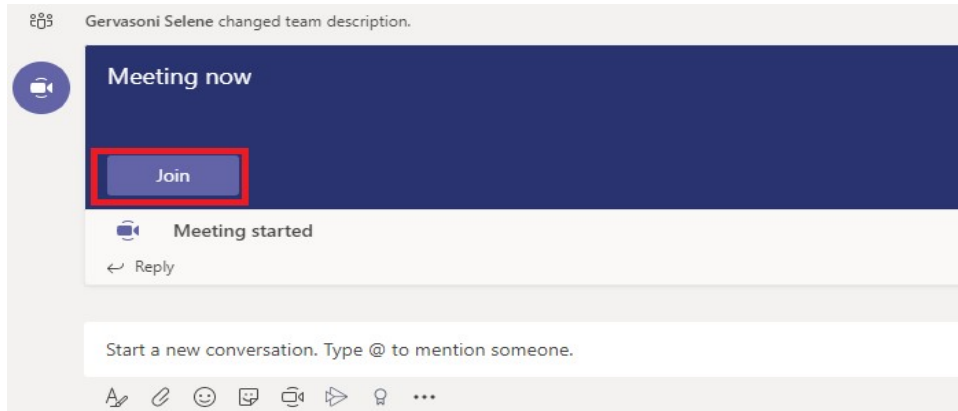 Gervasoni Selene changed team description.
Meeting now
Join
Meeting started
Reply
Start a new conversation. Type @ to mention someone.